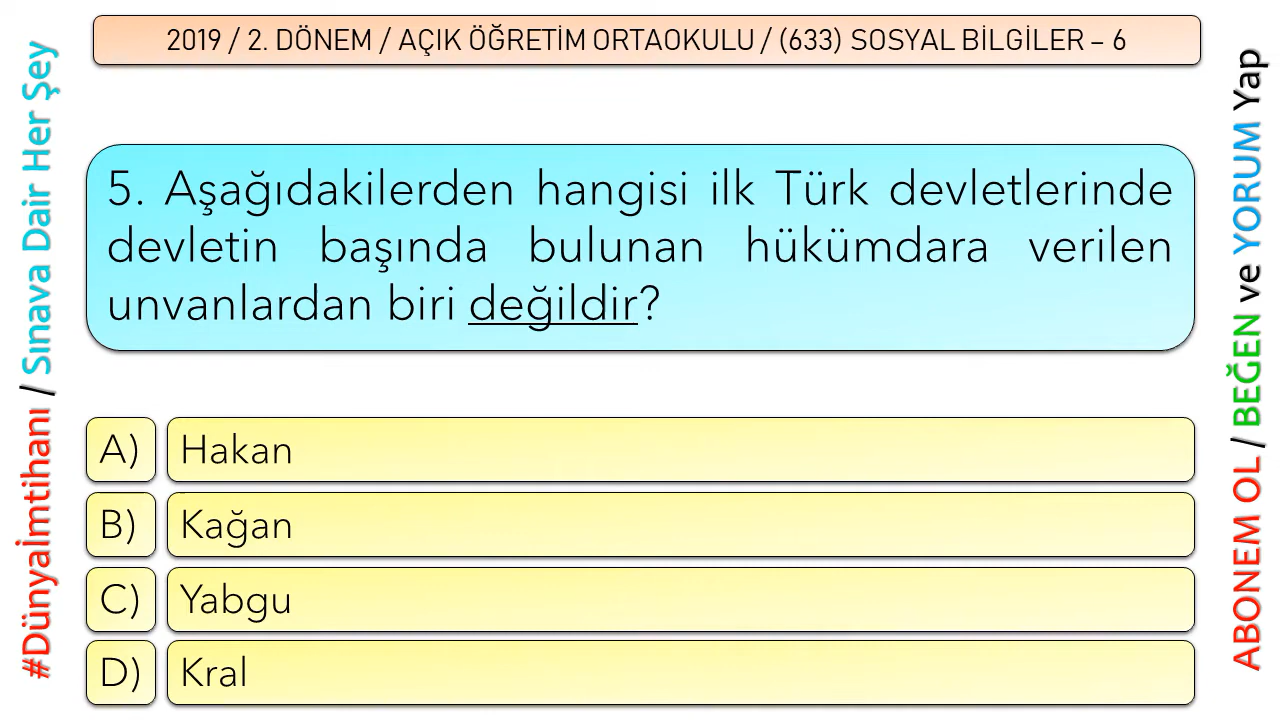 2019 / 2. DÖNEM / AÇIK ÖĞRETİM ORTAOKULU / (633) SOSYAL BİLGİLER – 6
#Dünyaİmtihanı / Sınava Dair Her Şey
5. Aşağıdakilerden hangisi ilk Türk devletlerinde
devletin başında bulunan hükümdara verilen
unvanlardan biri değildir?
A) Hakan
B) Kağan
C) Yabgu
D) Kral
ABONEM OL / BEĞEN ve YORUM Yap